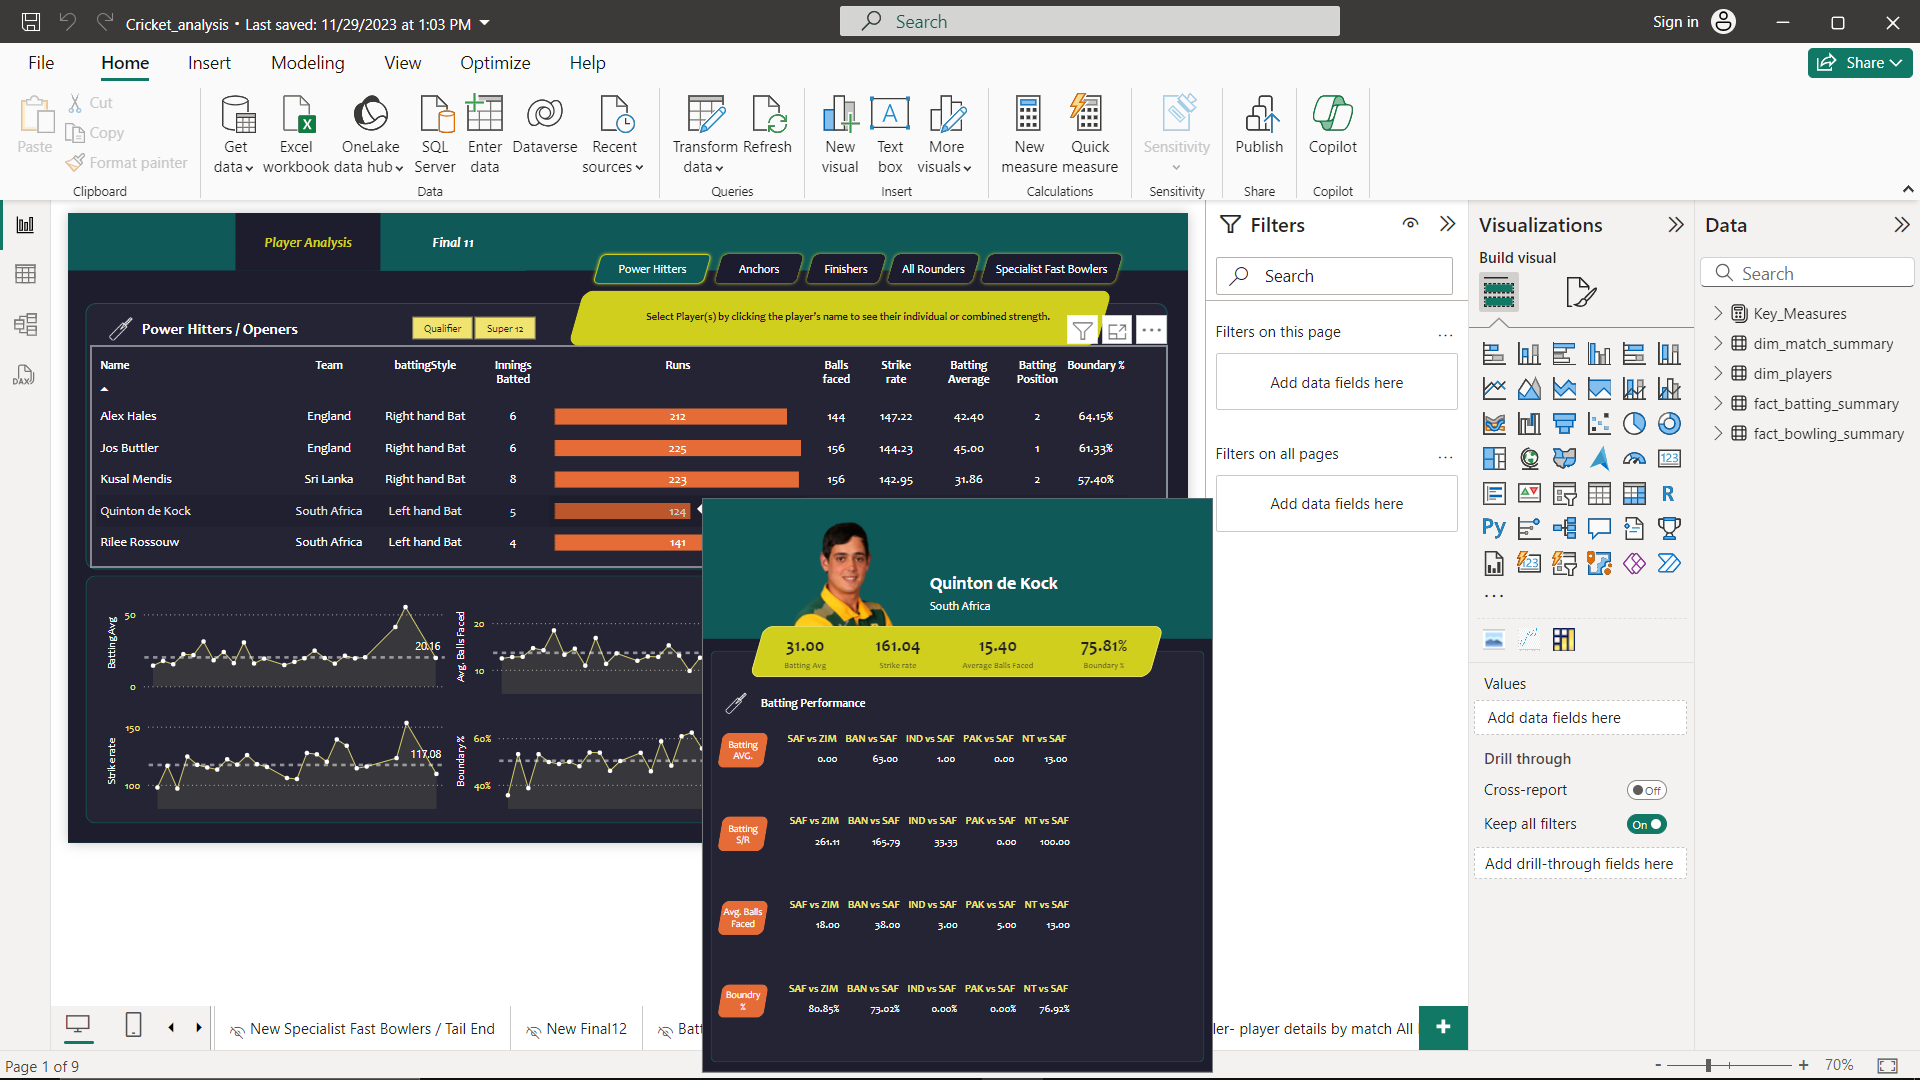 Cricket_analysis • Last saved: 11/29/2023 at 1:03 PM
Search
Sign in
File Home Insert Modeling View Optimize Help
Share
Paste
Cut
Copy
Format painter
Clipboard
Get data
Excel workbook
OneLake data hub
SQL Server
Enter data
Dataverse
Recent sources
Data
Transform data
Refresh
Queries
New visual
Text box
More visuals
Insert
New measure
Quick measure
Calculations
Sensitivity
Sensitivity
Publish
Share
Copilot
Copilot
Player Analysis
Final 11
Power Hitters Anchors Finishers All Rounders Specialist Fast Bowlers
Select Player(s) by clicking the player's name to see their individual or combined strength.
Power Hitters / Openers
Qualifier Super 12
Name Team battingStyle Innings Batted Runs Balls faced Strike rate Batting Average Batting Position Boundary %
Alex Hales England Right hand Bat 6 212 144 147.22 42.40 2 64.15%
Jos Buttler England Right hand Bat 6 225 156 144.23 45.00 1 61.33%
Kusal Mendis Sri Lanka Right hand Bat 8 223 156 142.95 31.86 2 57.40%
Quinton de Kock South Africa Left hand Bat 5 124
Rilee Rossouw South Africa Left hand Bat 4 141
Batting Avg
50
0
20.16
Avg. Balls Faced
20
10
Strike rate
150
100
117.08
Boundary %
60%
40%
Quinton de Kock
South Africa
31.00 161.04 15.40 75.81%
Batting Avg Strike rate Average Balls Faced Boundary %
Batting Performance
Batting AVG.
SAF vs ZIM BAN vs SAF IND vs SAF PAK vs SAF NT vs SAF
0.00 63.00 1.00 0.00 13.00
Batting S/R
SAF vs ZIM BAN vs SAF IND vs SAF PAK vs SAF NT vs SAF
261.11 165.79 33.33 0.00 100.00
Avg. Balls Faced
SAF vs ZIM BAN vs SAF IND vs SAF PAK vs SAF NT vs SAF
18.00 38.00 3.00 5.00 13.00
Boundry %
SAF vs ZIM BAN vs SAF IND vs SAF PAK vs SAF NT vs SAF
80.85% 73.02% 0.00% 0.00% 76.92%
Filters
Search
Filters on this page
Add data fields here
Filters on all pages
Add data fields here
Visualizations
Build visual
123
R
Py
123
Values
Add data fields here
Drill through
Cross-report
Off
Keep all filters
On
Add drill-through fields here
Data
Search
Key_Measures
dim_match_summary
dim_players
fact_batting_summary
fact_bowling_summary
DAX
New Specialist Fast Bowlers / Tail End
New Final12
Batt
ler- player details by match All
Page 1 of 9
- + 70%